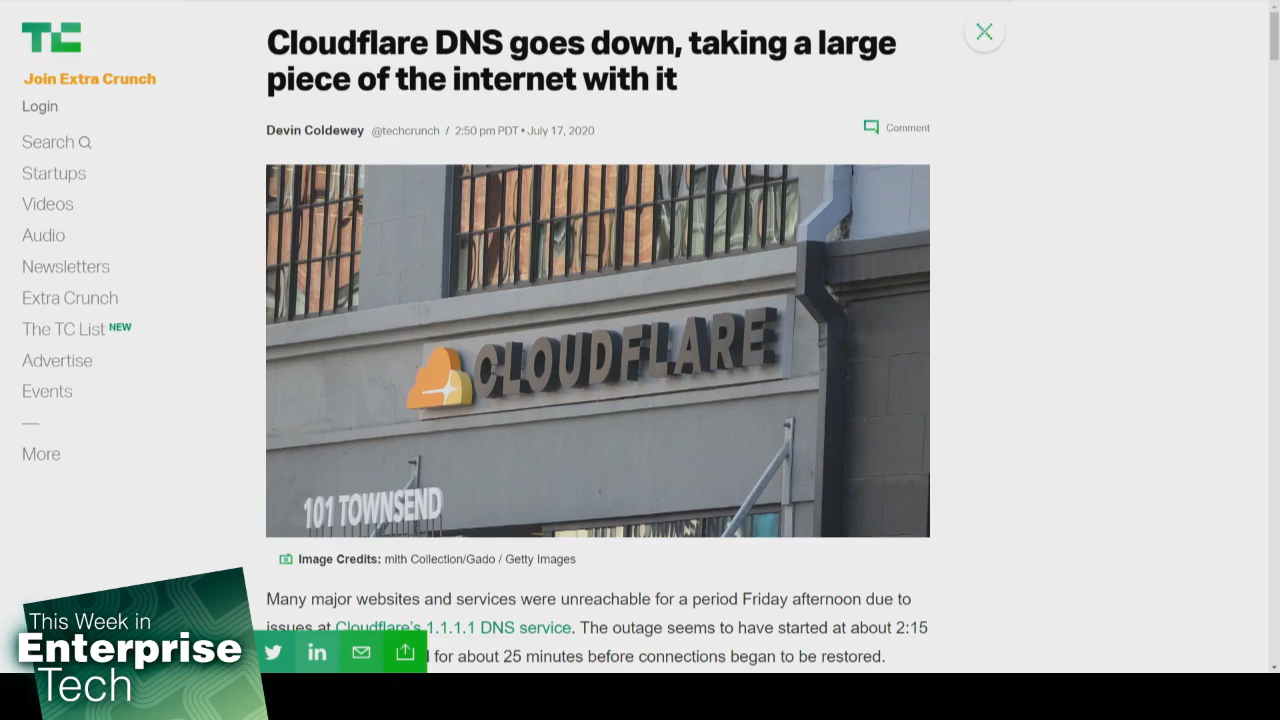 TC
Join Extra Crunch
Login
Search
Startups
Videos
Audio
Newsletters
Extra Crunch
The TC List NEW
Advertise
Events
—
More
Cloudflare DNS goes down, taking a large
piece of the internet with it
Devin Coldewey @techcrunch / 2:50 pm PDT • July 17, 2020
Comment
CLOUDFLARE
101 TOWNSEND
Image Credits: mith Collection/Gado / Getty Images
Many major websites and services were unreachable for a period Friday afternoon due to
issues at Cloudflare's 1.1.1.1 DNS service. The outage seems to have started at about 2:15
for about 25 minutes before connections began to be restored.
This Week in
Enterprise
Tech